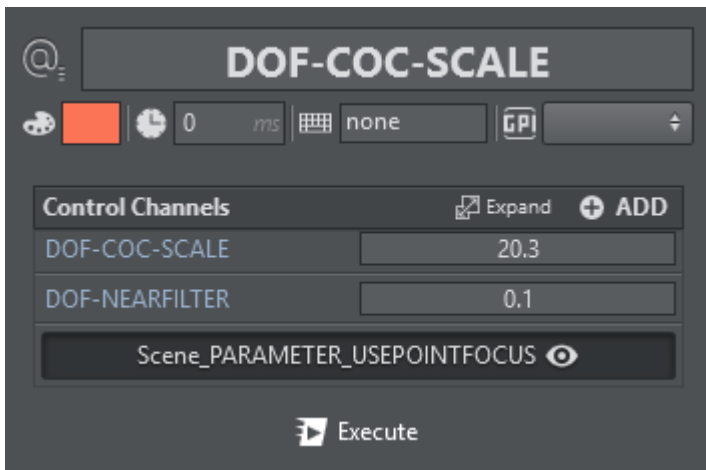 @
DOF-COC-SCALE
0 ms none GPI
Control Channels Expand ADD
DOF-COC-SCALE 20.3
DOF-NEARFILTER 0.1
Scene_PARAMETER_USEPOINTFOCUS
Execute